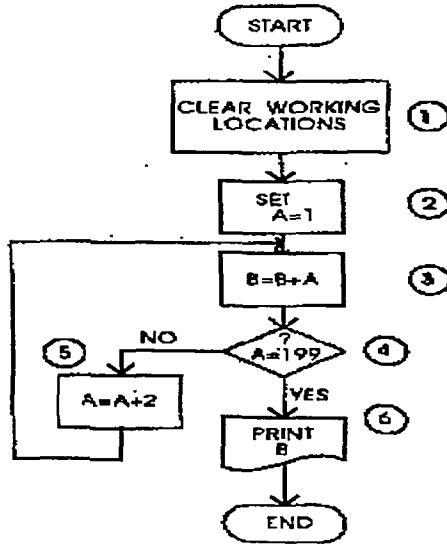 START
CLEAR WORKING
LOCATIONS
1
SET
A=1
2
B=B+A
3
?
A=199
4
NO
5
A=A+2
YES
6
PRINT
B
END